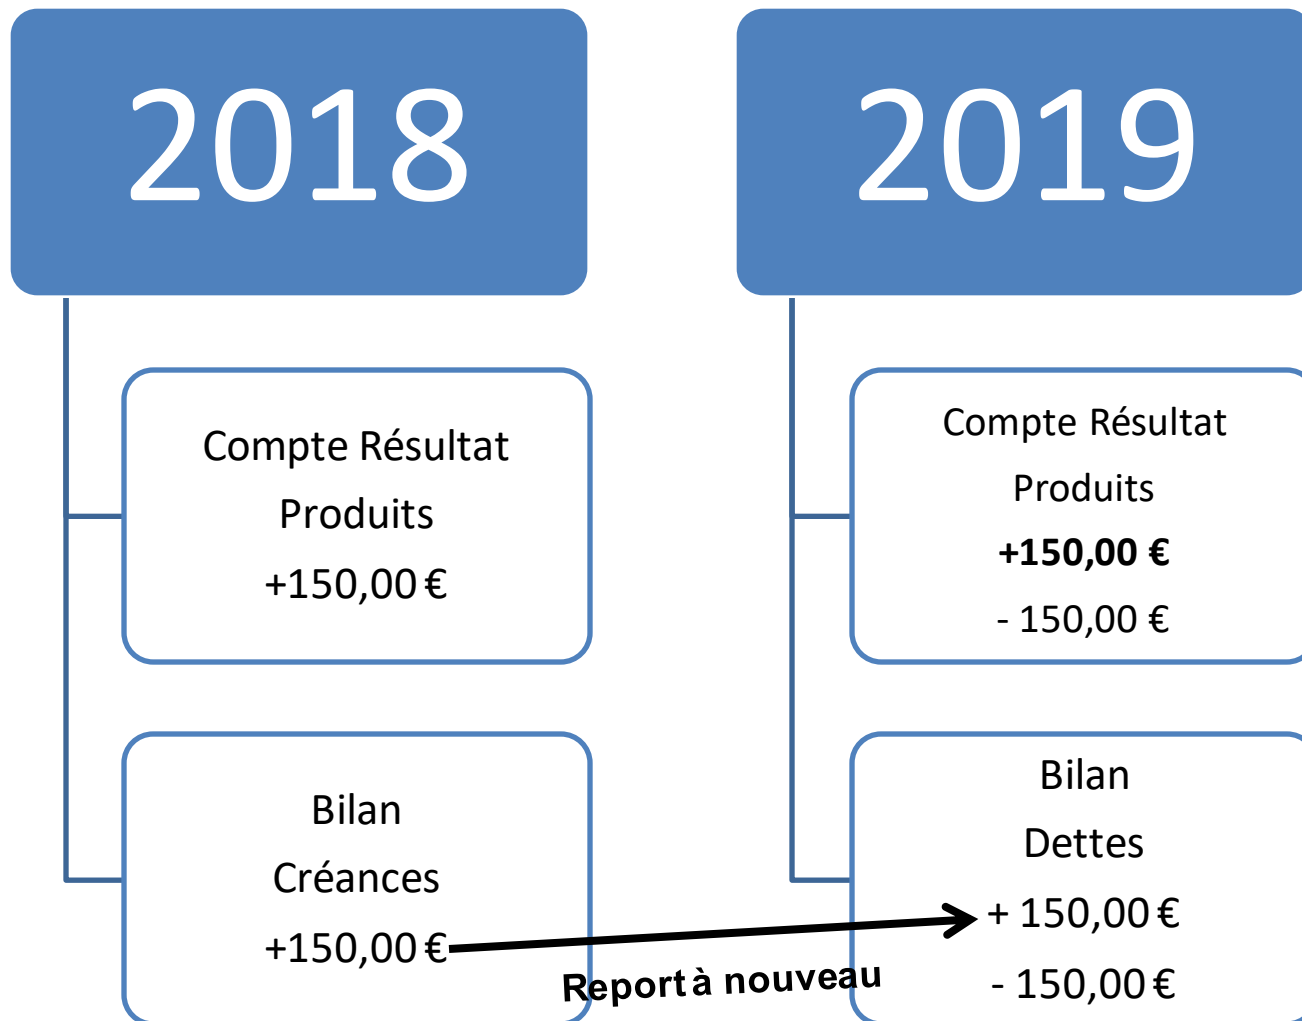 2018
Compte Résultat
Produits
+150,00 €
Bilan
Créances
+150,00 €
Report à nouveau
2019
Compte Résultat
Produits
+150,00 €
- 150,00 €
Bilan
Dettes
+ 150,00 €
- 150,00 €